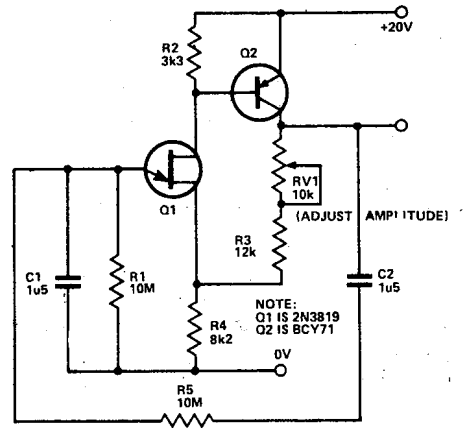 +20V
R2
3k3
Q2
Q1
RV1
10k
(ADJUST AMPLITUDE)
C1
1u5
R1
10M
R3
12k
C2
1u5
R4
8k2
NOTE:
Q1 IS 2N3819
Q2 IS BCY71
0V
R5
10M